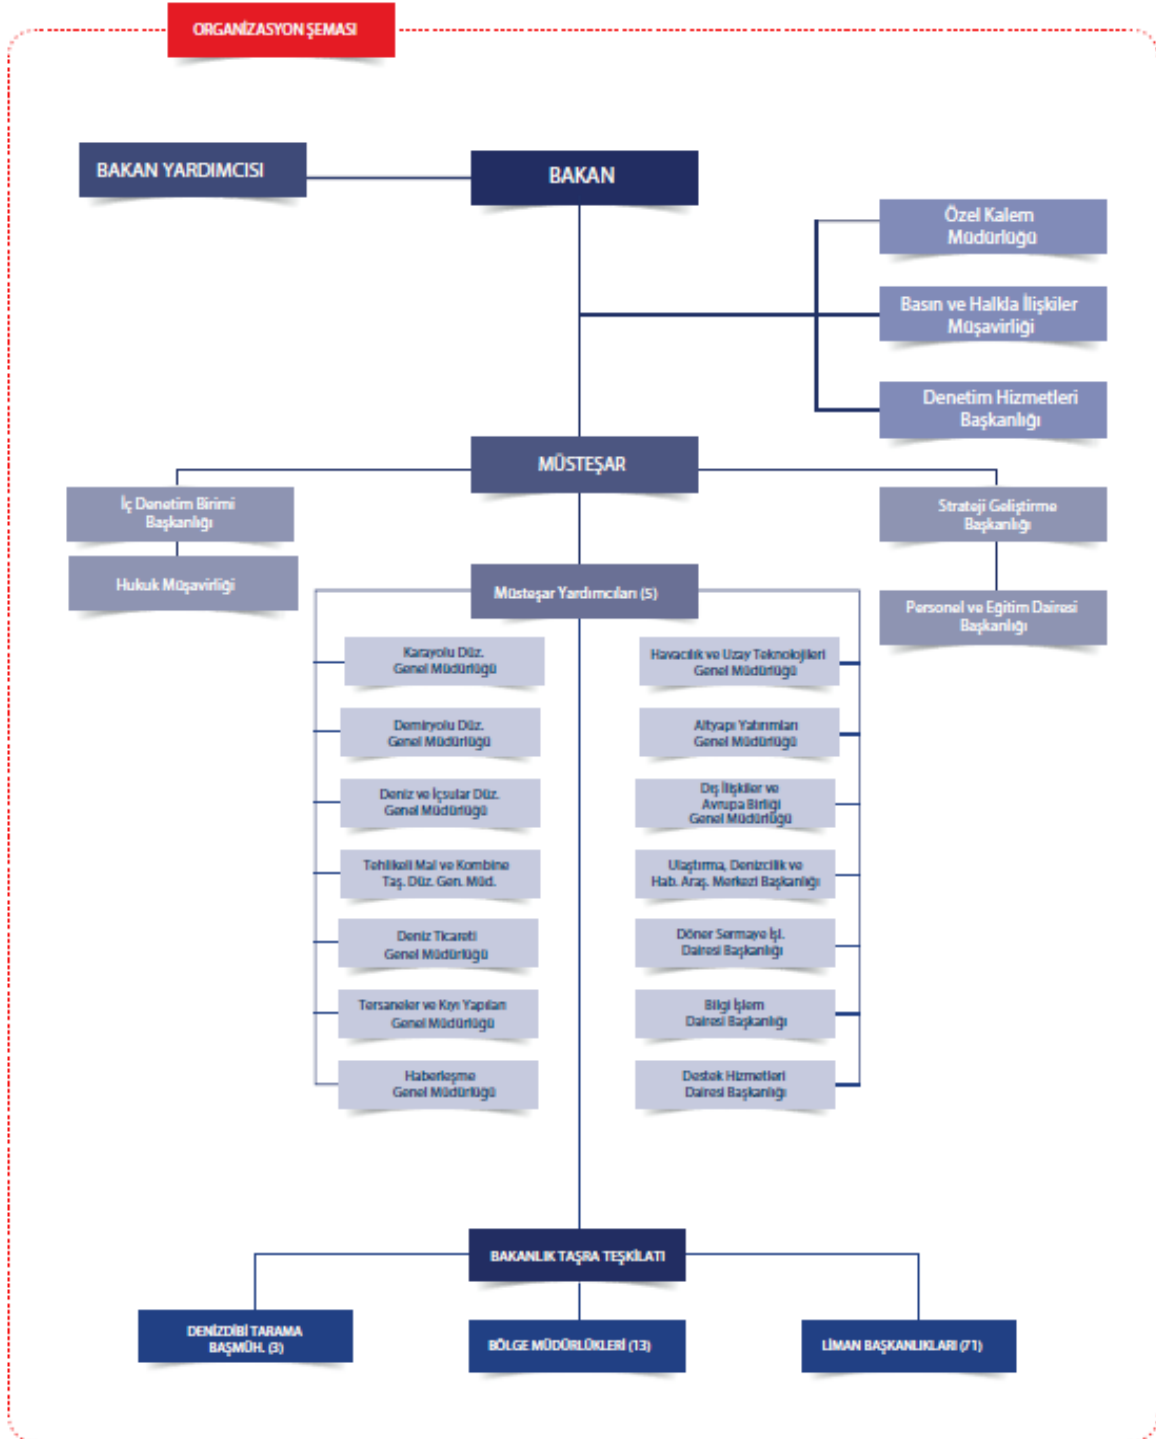 ORGANİZASYON ŞEMASI
BAKAN YARDIMCISI
BAKAN
Özel Kalem
Müdürlüğü
Basın ve Halkla İlişkiler
Müşavirliği
Denetim Hizmetleri
Başkanlığı
MÜSTEŞAR
İç Denetim Birimi
Başkanlığı
Hukuk Müşavirliği
Strateji Geliştirme
Başkanlığı
Personel ve Eğitim Dairesi
Başkanlığı
Müsteşar Yardımcıları (5)
Karayolu Düz.
Genel Müdürlüğü
Demiryolu Düz.
Genel Müdürlüğü
Deniz ve İçsular Düz.
Genel Müdürlüğü
Tehlikeli Mal ve Kombine
Taş. Düz. Gen. Müd.
Deniz Ticareti
Genel Müdürlüğü
Tersaneler ve Kıyı Yapıları
Genel Müdürlüğü
Haberleşme
Genel Müdürlüğü
Havacılık ve Uzay Teknolojileri
Genel Müdürlüğü
Altyapı Yatırımları
Genel Müdürlüğü
Dış İlişkiler ve
Avrupa Birliği
Genel Müdürlüğü
Ulaştırma, Denizcilik ve
Hab. Araş. Merkezi Başkanlığı
Döner Sermaye İşl.
Dairesi Başkanlığı
Bilgi İşlem
Dairesi Başkanlığı
Destek Hizmetleri
Dairesi Başkanlığı
BAKANLIK TAŞRA TEŞKİLATI
DENİZDİBİ TARAMA
BAŞMÜH. (3)
BÖLGE MÜDÜRLÜKLERİ (13)
LİMAN BAŞKANLIKLARI (71)